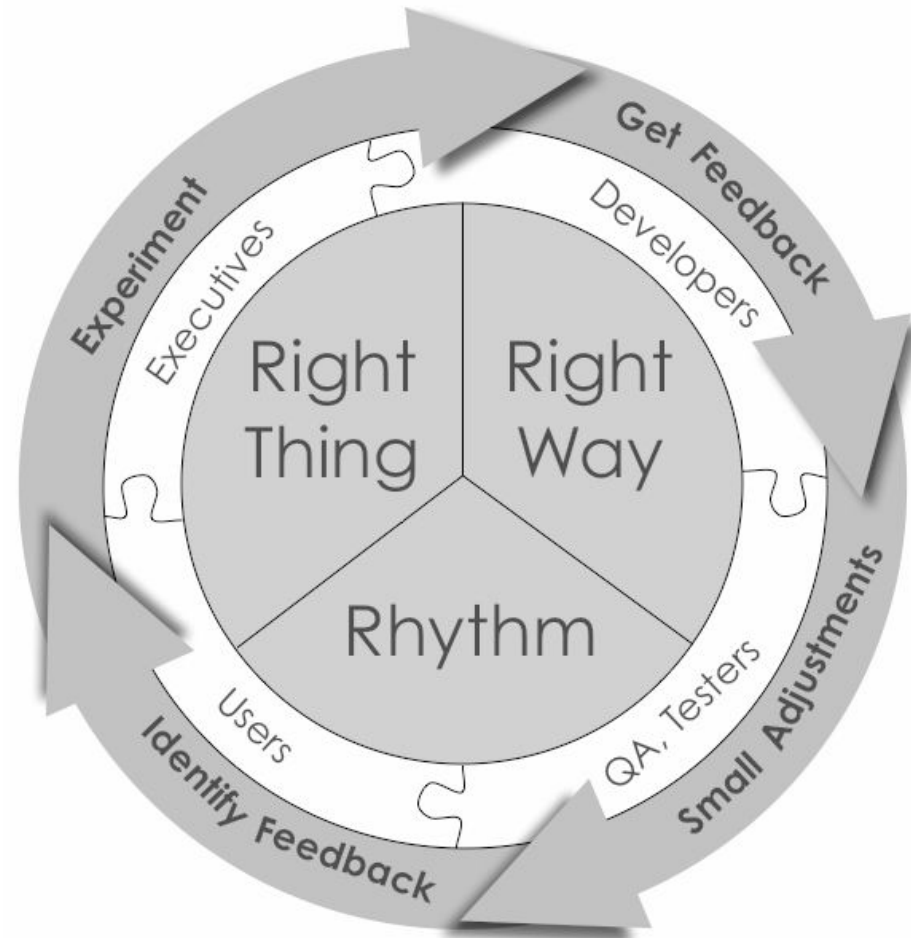 Experiment
Get Feedback
Small Adjustments
Identify Feedback
Executives
Developers
QA, Testers
Users
Right
Thing
Right
Way
Rhythm